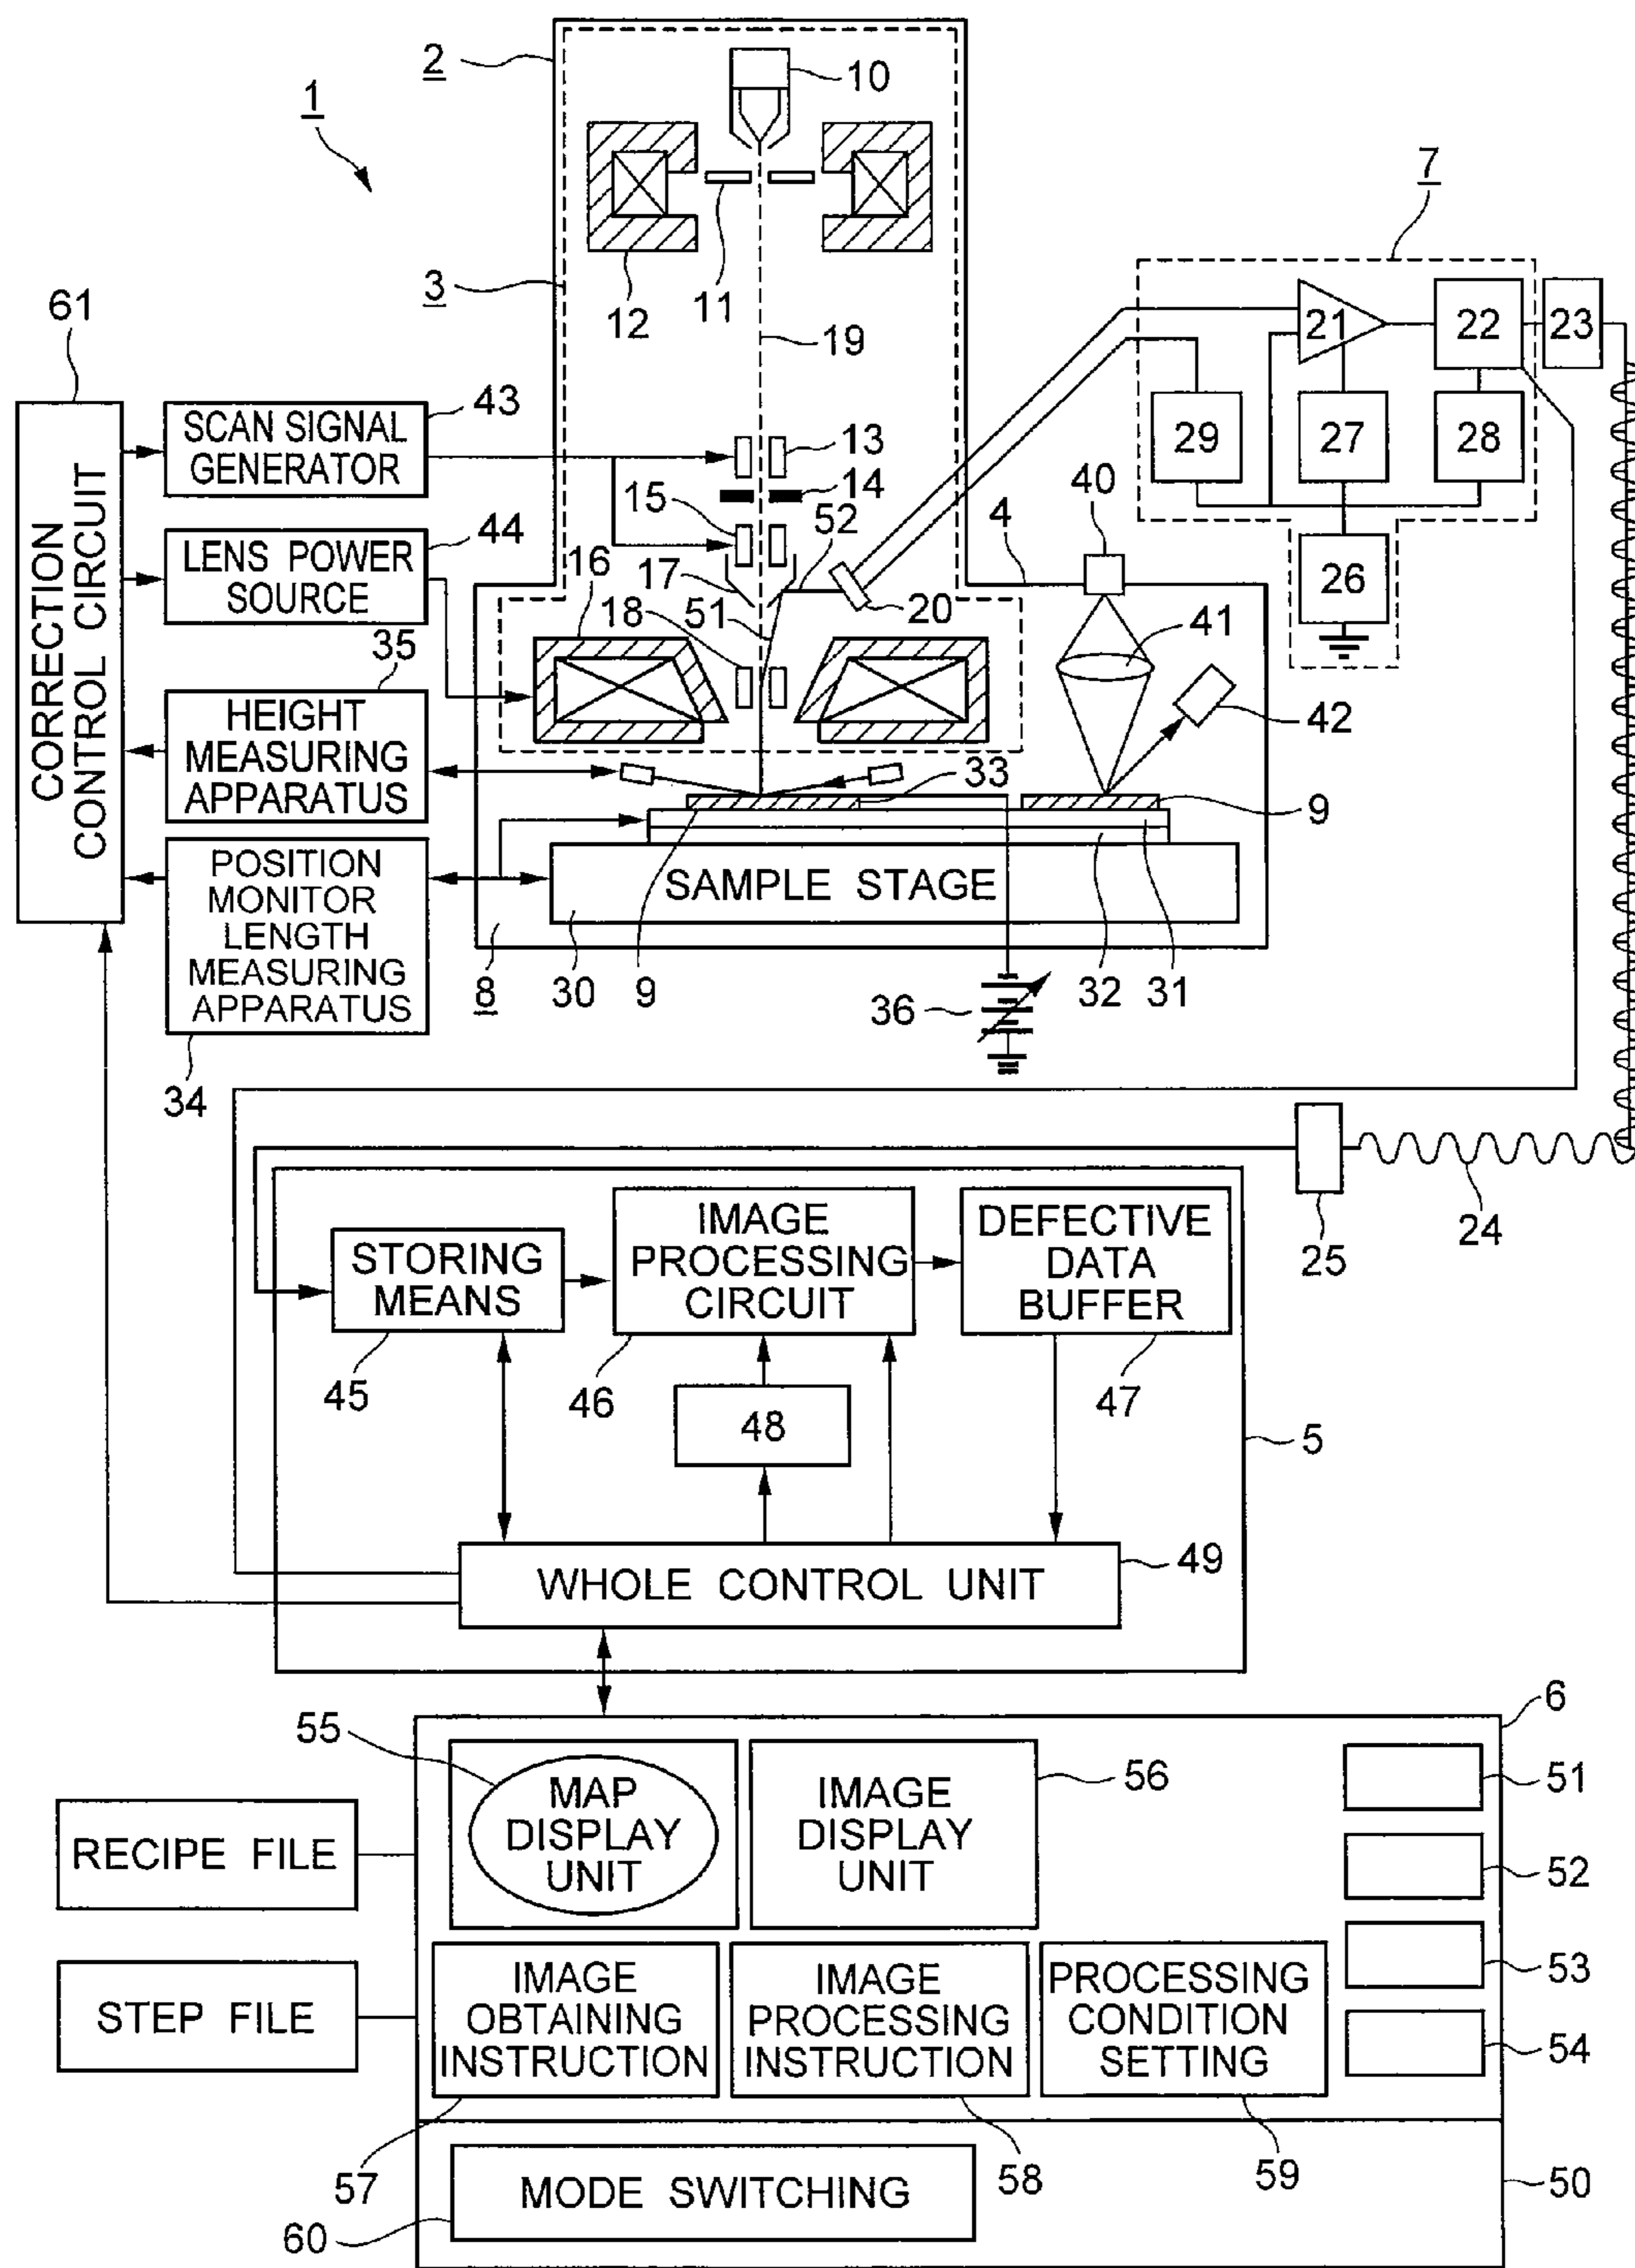 2
10
1
7
3
12
11
61
19
21
22
23
SCAN SIGNAL
GENERATOR
43
13
29
27
28
15
14
40
52
4
CORRECTION
CONTROL CIRCUIT
LENS POWER
SOURCE
44
16
17
26
51
20
18
41
35
HEIGHT
MEASURING
APPARATUS
42
33
9
POSITION
MONITOR
LENGTH
MEASURING
APPARATUS
SAMPLE STAGE
8
30
9
36
32
31
34
25
24
STORING
MEANS
IMAGE
PROCESSING
CIRCUIT
DEFECTIVE
DATA
BUFFER
45
46
47
48
5
WHOLE CONTROL UNIT
49
6
55
MAP
DISPLAY
UNIT
IMAGE
DISPLAY
UNIT
56
51
RECIPE FILE
52
53
STEP FILE
IMAGE
OBTAINING
INSTRUCTION
IMAGE
PROCESSING
INSTRUCTION
PROCESSING
CONDITION
SETTING
54
57
58
59
MODE SWITCHING
50
60